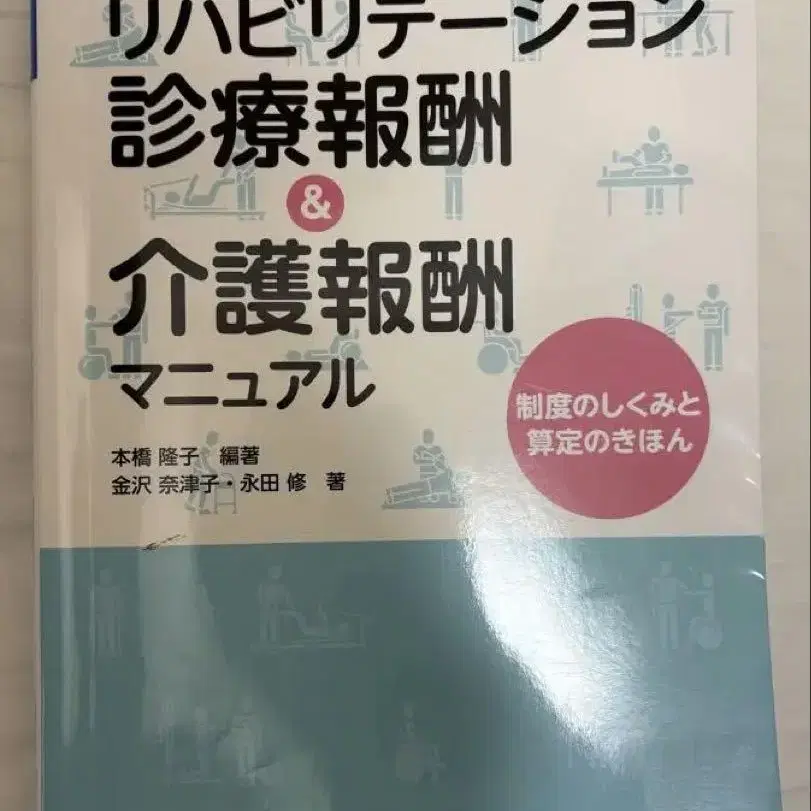 リハビリテーション
診療報酬
&
介護報酬
マニュアル
制度のしくみと
算定のきほん
本橋 隆子 編著
金沢 奈津子・永田 修 著